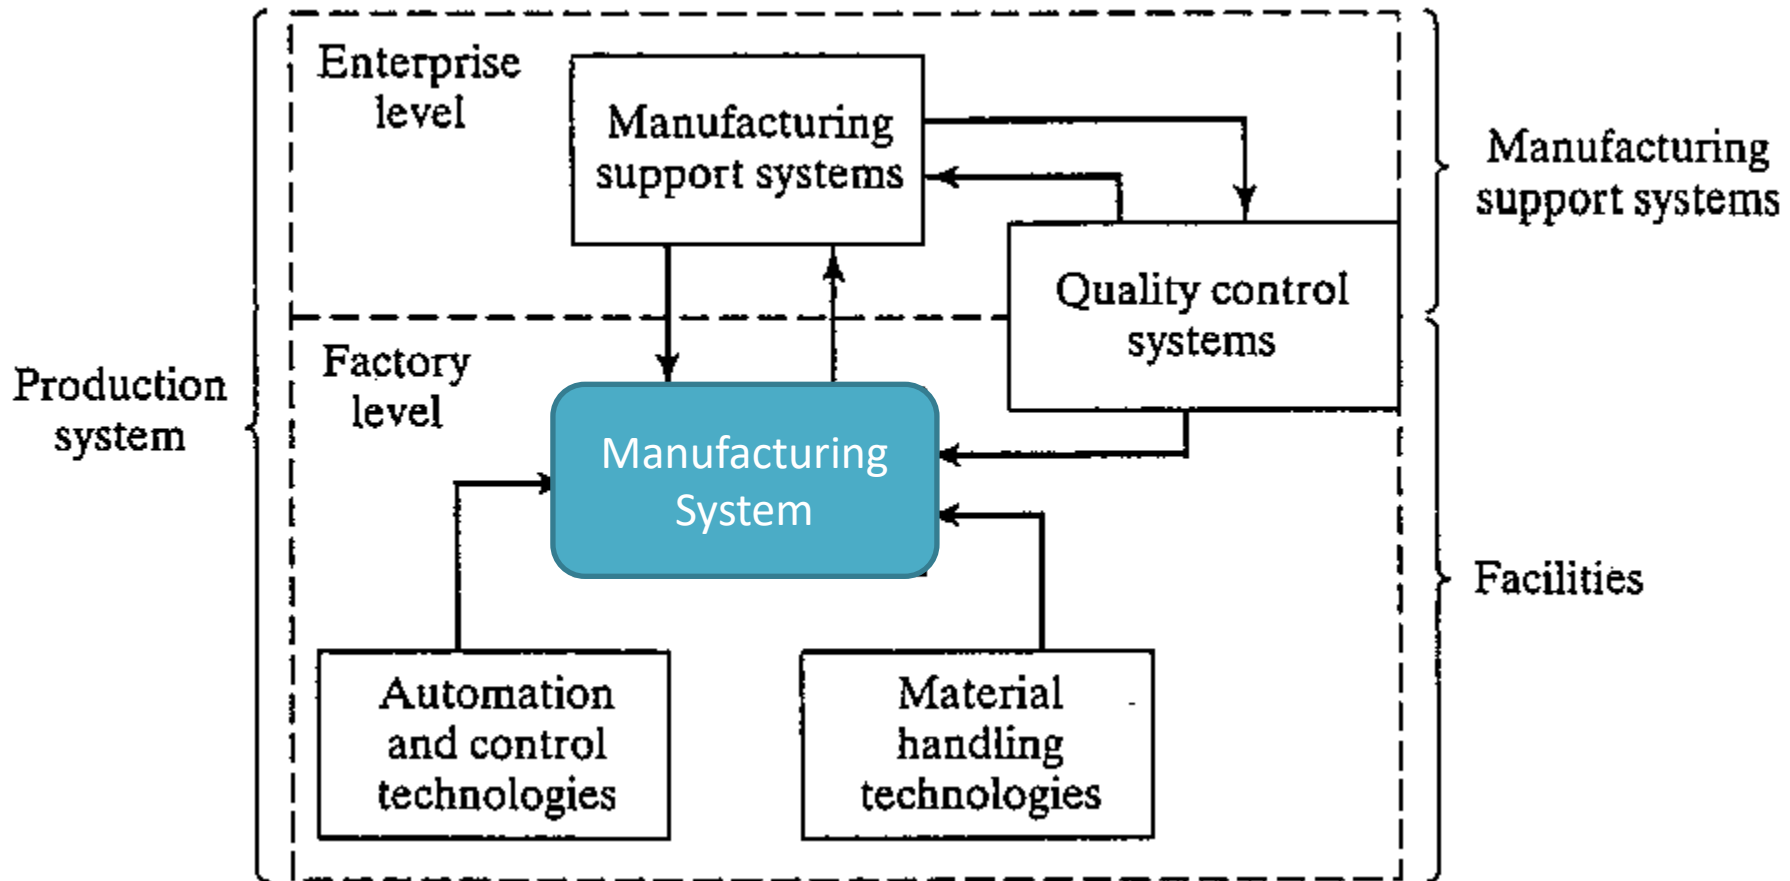 Enterprise
level
Manufacturing
support systems
Manufacturing
support systems
Quality control
systems
Factory
level
Production
system
Manufacturing
System
Facilities
Automation
and control
technologies
Material
handling
technologies